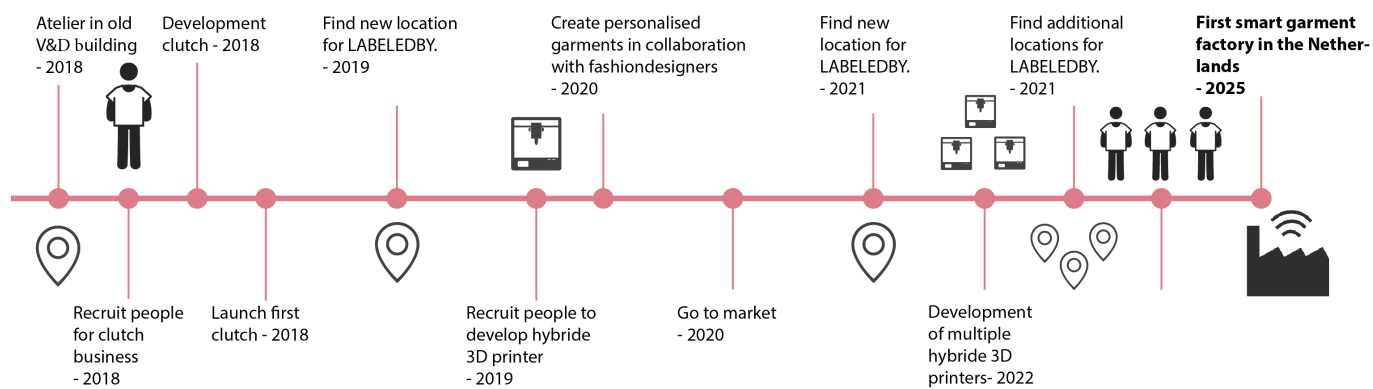 Atelier in old
V&D building
- 2018
Development
clutch - 2018
Find new location
for LABELEDBY.
- 2019
Create personalised
garments in collaboration
with fashiondesigners
- 2020
Find new
location for
LABELEDBY.
- 2021
Find additional
locations for
LABELEDBY.
- 2021
First smart garment
factory in the Nether-
lands
- 2025
Recruit people
for clutch
business
- 2018
Launch first
clutch - 2018
Recruit people to
develop hybride
3D printer
- 2019
Go to market
- 2020
Development
of multiple
hybride 3D
printers- 2022